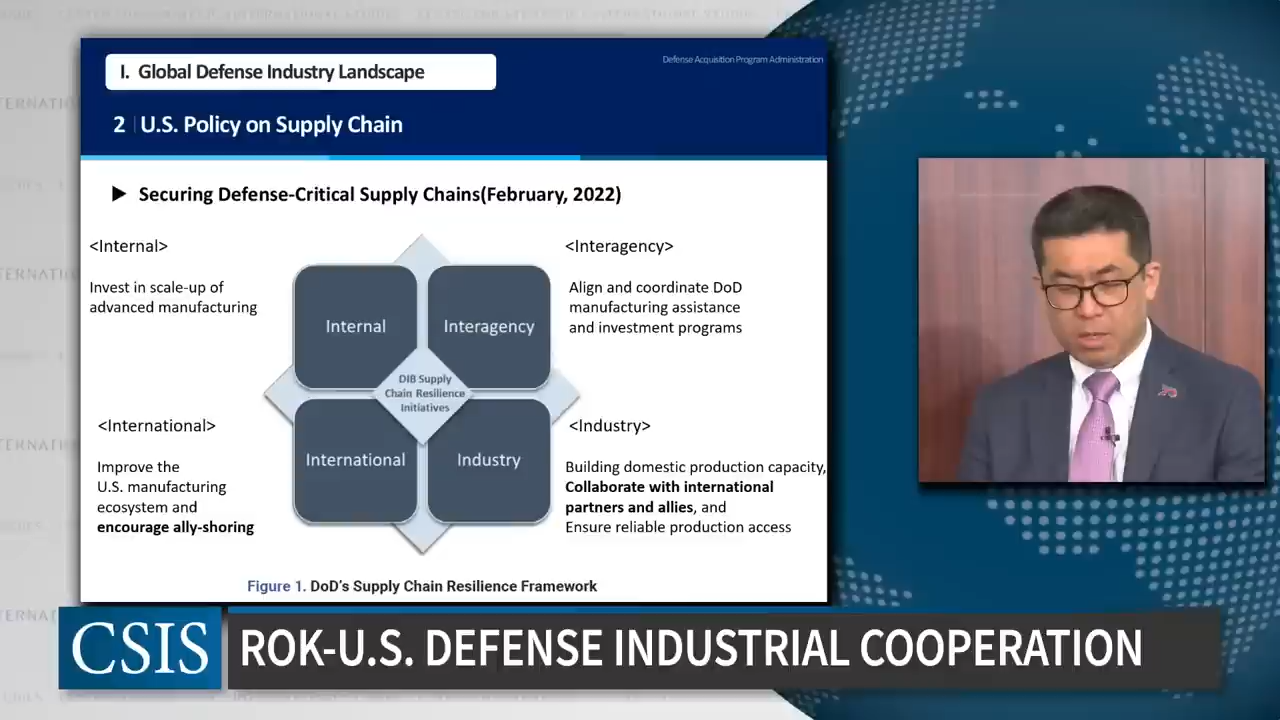 I. Global Defense Industry Landscape
Defense Acquisition Program Administration
2 U.S. Policy on Supply Chain
▶ Securing Defense-Critical Supply Chains(February, 2022)
<Internal>
Invest in scale-up of
advanced manufacturing
<Interagency>
Align and coordinate DoD
manufacturing assistance
and investment programs
Internal
Interagency
DIB Supply
Chain Resilience
Initiatives
International
Industry
<International>
Improve the
U.S. manufacturing
ecosystem and
encourage ally-shoring
<Industry>
Building domestic production capacity,
Collaborate with international
partners and allies, and
Ensure reliable production access
Figure 1. DoD's Supply Chain Resilience Framework
CSIS
ROK-U.S. DEFENSE INDUSTRIAL COOPERATION